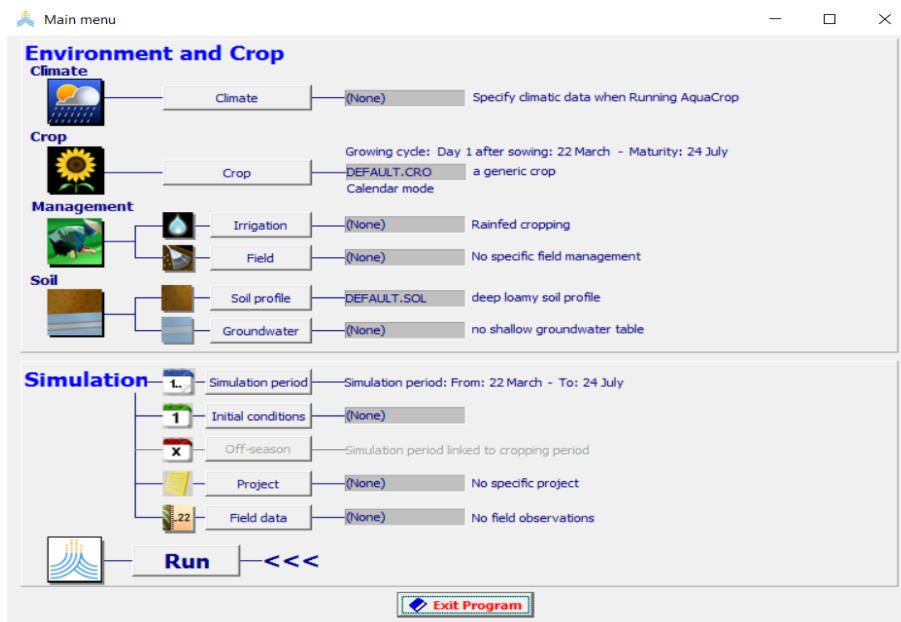 Main menu
Environment and Crop
Climate
Climate (None) Specify climatic data when Running AquaCrop
Crop
Growing cycle: Day 1 after sowing: 22 March - Maturity: 24 July
Crop DEFAULT.CRO a generic crop
Calendar mode
Management
Irrigation (None) Rainfed cropping
Field (None) No specific field management
Soil
Soil profile DEFAULT.SOL deep loamy soil profile
Groundwater (None) no shallow groundwater table
Simulation 1.. Simulation period Simulation period: From: 22 March - To: 24 July
1 Initial conditions (None)
x Off-season Simulation period linked to cropping period
Project (None) No specific project
..22 Field data (None) No field observations
Run <<<
Exit Program